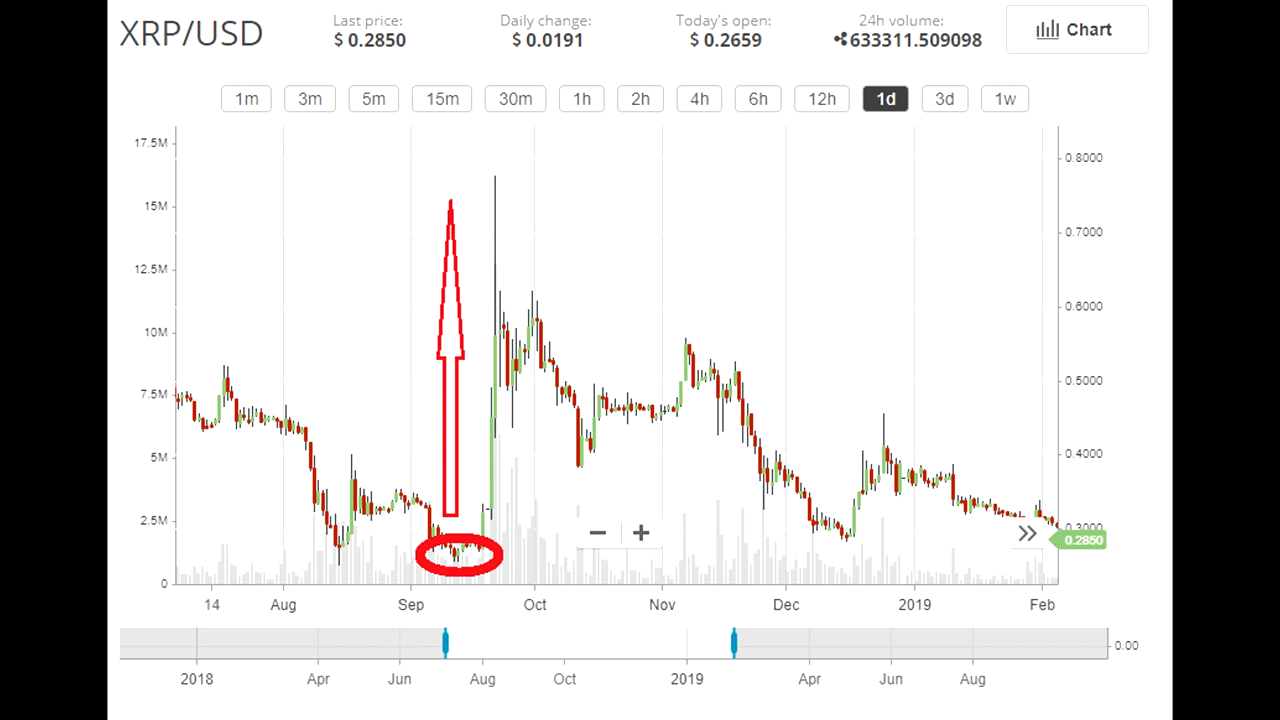 XRP/USD
Last price:
$ 0.2850
Daily change:
$ 0.0191
Today's open:
$ 0.2659
24h volume:
633311.509098
Chart
1m 3m 5m 15m 30m 1h 2h 4h 6h 12h 1d 3d 1w
17.5M
15M
12.5M
10M
7.5M
5M
2.5M
0
0.8000
0.7000
0.6000
0.5000
0.4000
0.3000
0.2850
14 Aug Sep Oct Nov Dec 2019 Feb
0.00
2018 Apr Jun Aug Oct 2019 Apr Jun Aug